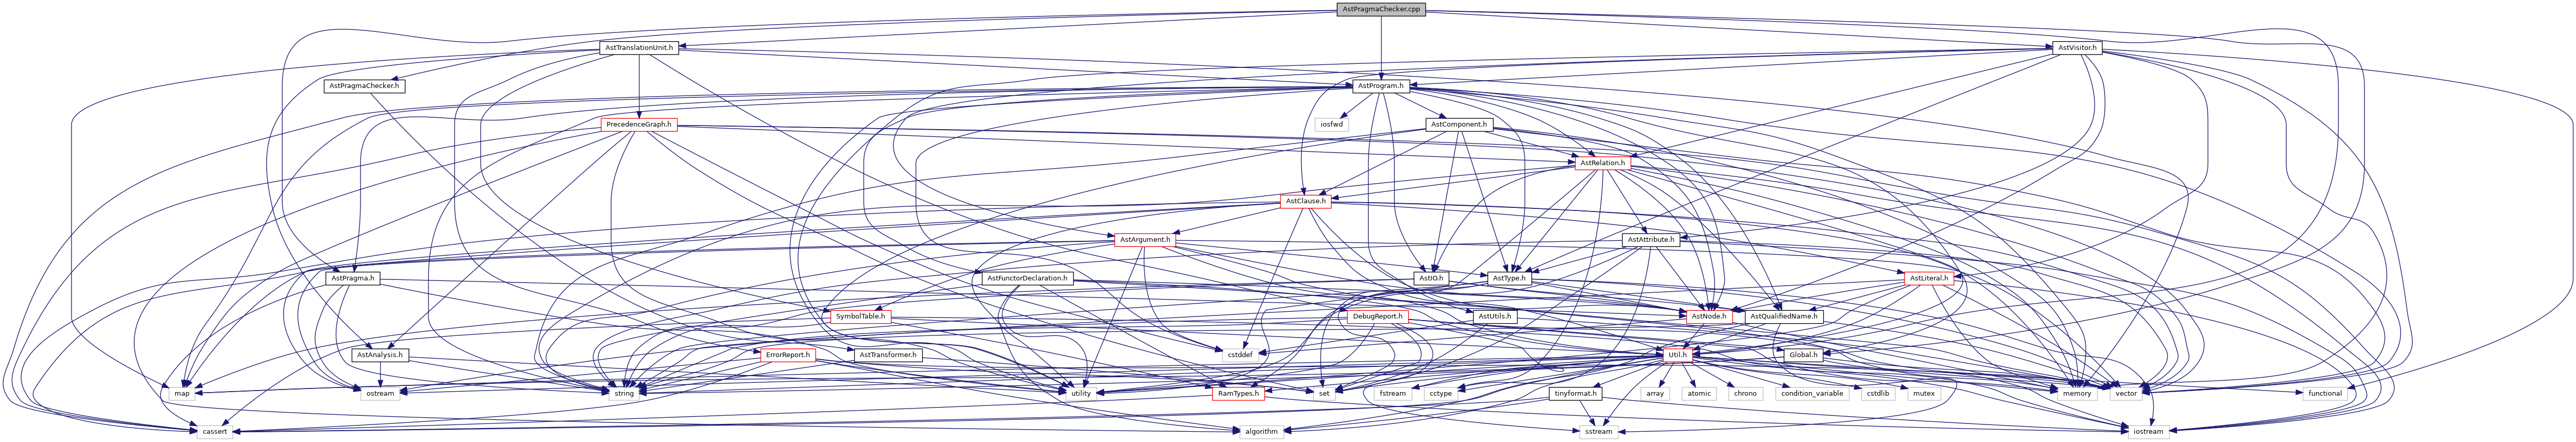 AstPragmaChecker.cpp
AstTranslationUnit.h
AstVisitor.h
AstPragmaChecker.h
AstProgram.h
PrecedenceGraph.h
iosfwd
AstComponent.h
AstRelation.h
AstClause.h
AstArgument.h
AstAttribute.h
AstPragma.h
AstFunctorDeclaration.h
AstIO.h
AstType.h
AstLiteral.h
SymbolTable.h
DebugReport.h
AstUtils.h
AstNode.h
AstQualifiedName.h
AstAnalysis.h
ErrorReport.h
AstTransformer.h
cstddef
Util.h
Global.h
map
ostream
string
utility
RamTypes.h
set
fstream
cctype
tinyformat.h
array
atomic
chrono
condition_variable
cstdlib
mutex
memory
vector
functional
cassert
algorithm
sstream
iostream